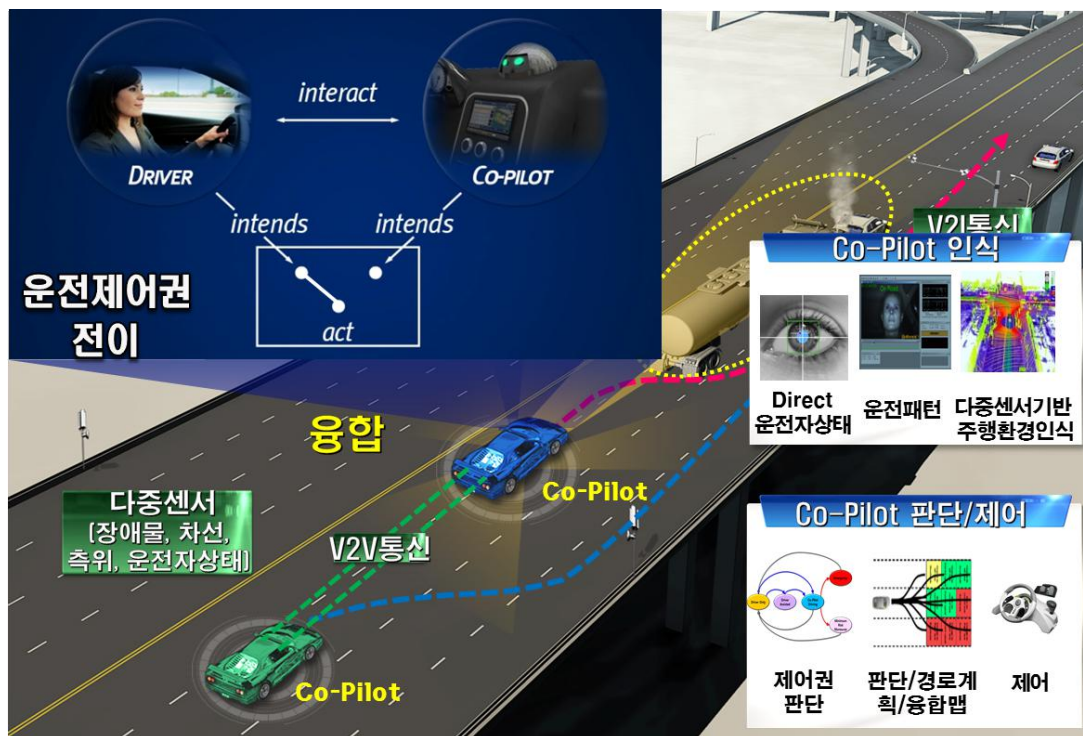 interact
DRIVER
CO-PILOT
intends
intends
act
운전제어권
전이
융합
다중센서
[장애물, 차선,
측위, 운전자상태]
V2V통신
Co-Pilot
Co-Pilot
V2I통신
Co-Pilot 인식
Direct
운전자상태
운전패턴
다중센서기반
주행환경인식
Co-Pilot 판단/제어
제어권
판단
판단/경로계
획/융합맵
제어